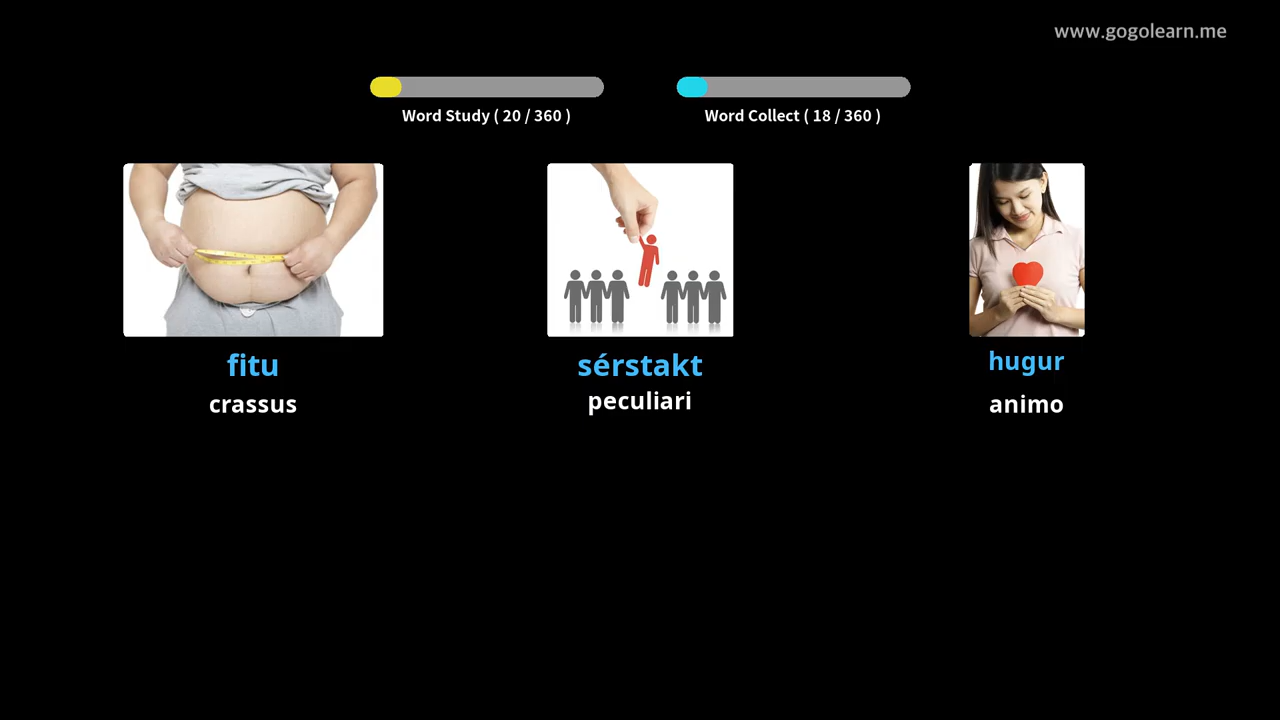 www.gogolearn.me
Word Study ( 20 / 360 )
Word Collect ( 18 / 360 )
fitu
crassus
sérstakt
peculiari
hugur
animo